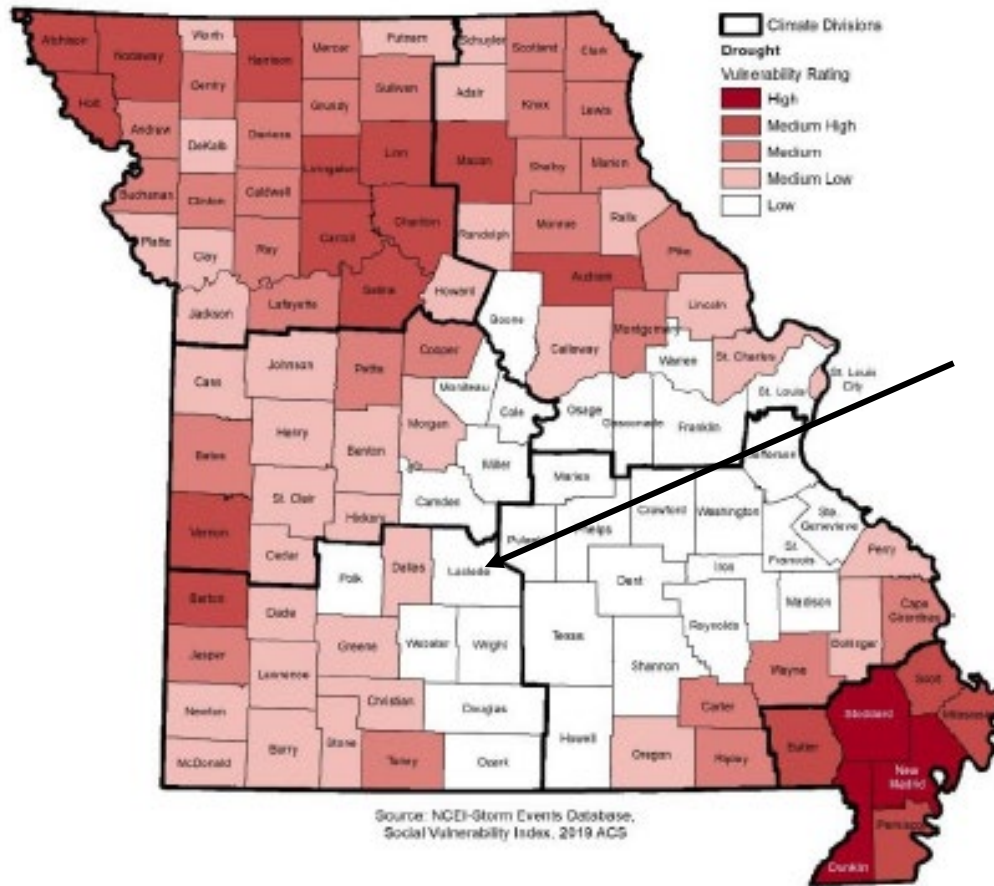 Climate Divisions
Drought
Vulnerability Rating
High
Medium High
Medium
Medium Low
Low
Atchison
Nodaway
Worth
Harrison
Mercer
Putnam
Schuyler
Scotland
Clark
Holt
Gentry
Sullivan
Adair
Knox
Lewis
Andrew
DeKalb
Daviess
Grundy
Linn
Macon
Shelby
Marion
Buchanan
Clinton
Caldwell
Livingston
Chariton
Randolph
Monroe
Ralls
Pike
Platte
Clay
Ray
Carroll
Saline
Howard
Audrain
Lincoln
Jackson
Lafayette
Boone
Callaway
Montgomery
Warren
St. Charles
St. Louis
City
St. Louis
Cass
Johnson
Pettis
Cooper
Moniteau
Cole
Osage
Gasconade
Franklin
Jefferson
Bates
Henry
Benton
Morgan
Miller
Maries
Camden
St. Clair
Hickory
Vernon
Cedar
Polk
Dallas
Laclede
Pulaski
Phelps
Crawford
Washington
Ste.
Genevieve
St.
Francois
Perry
Barton
Dade
Dent
Iron
Madison
Cape
Girardeau
Bollinger
Jasper
Greene
Webster
Wright
Texas
Reynolds
Shannon
Wayne
Lawrence
Christian
Douglas
Newton
Stone
Howell
Carter
Stoddard
Scott
Mississippi
McDonald
Barry
Taney
Ozark
Oregon
Ripley
Butler
New
Madrid
Pemiscot
Dunklin
Source: NCEI-Storm Events Database,
Social Vulnerability Index, 2019 ACS